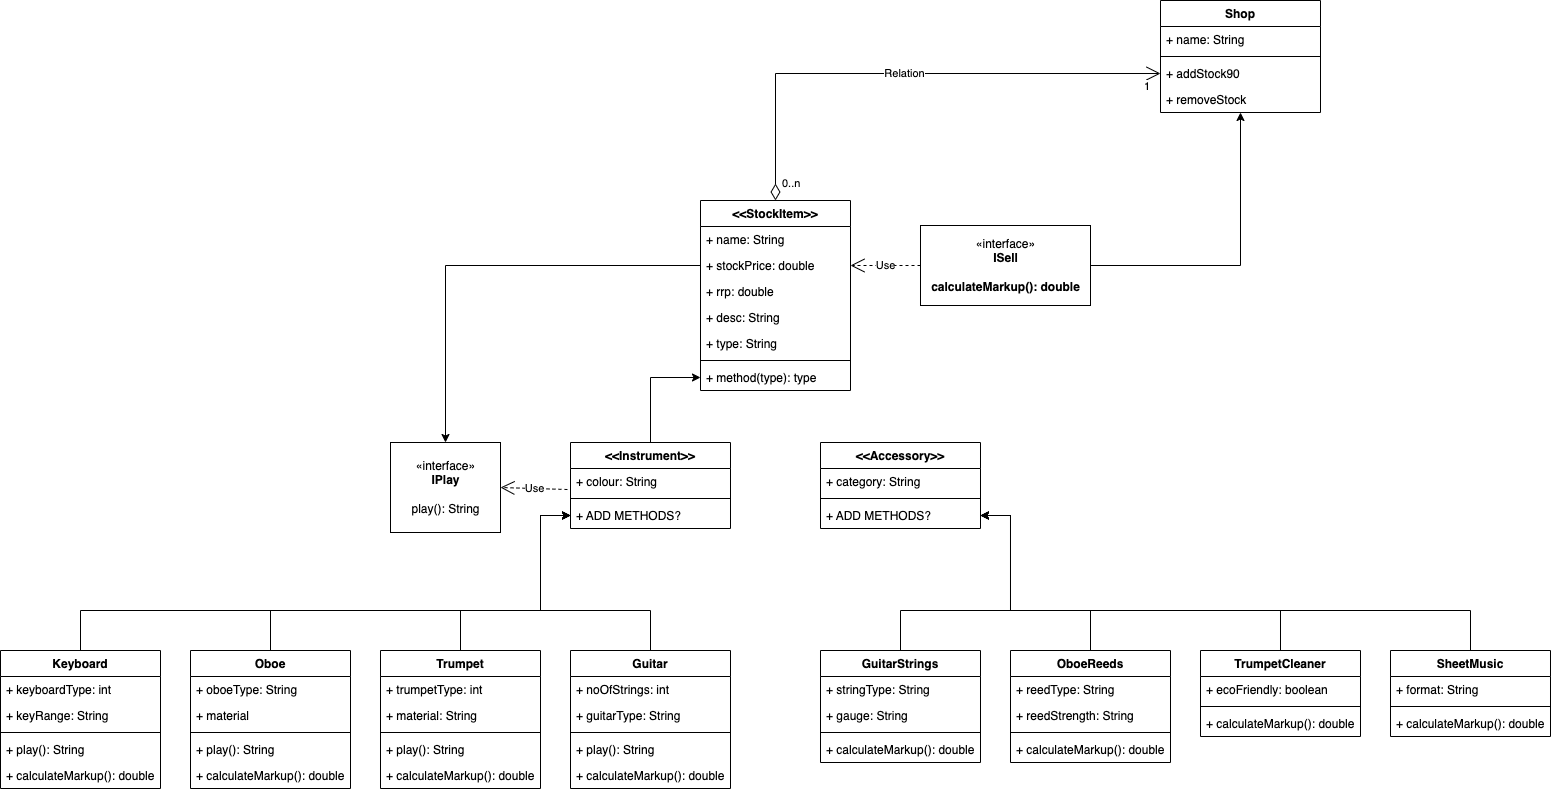 Shop
+ name: String
+ addStock90
+ removeStock
Relation
1
0..n
<<StockItem>>
+ name: String
+ stockPrice: double
+ rrp: double
+ desc: String
+ type: String
+ method(type): type
Use
«interface»
ISell
calculateMarkup(): double
«interface»
IPlay
play(): String
Use
<<Instrument>>
+ colour: String
+ ADD METHODS?
<<Accessory>>
+ category: String
+ ADD METHODS?
Keyboard
+ keyboardType: int
+ keyRange: String
+ play(): String
+ calculateMarkup(): double
Oboe
+ oboeType: String
+ material
+ play(): String
+ calculateMarkup(): double
Trumpet
+ trumpetType: int
+ material: String
+ play(): String
+ calculateMarkup(): double
Guitar
+ noOfStrings: int
+ guitarType: String
+ play(): String
+ calculateMarkup(): double
GuitarStrings
+ stringType: String
+ gauge: String
+ calculateMarkup(): double
OboeReeds
+ reedType: String
+ reedStrength: String
+ calculateMarkup(): double
TrumpetCleaner
+ ecoFriendly: boolean
+ calculateMarkup(): double
SheetMusic
+ format: String
+ calculateMarkup(): double